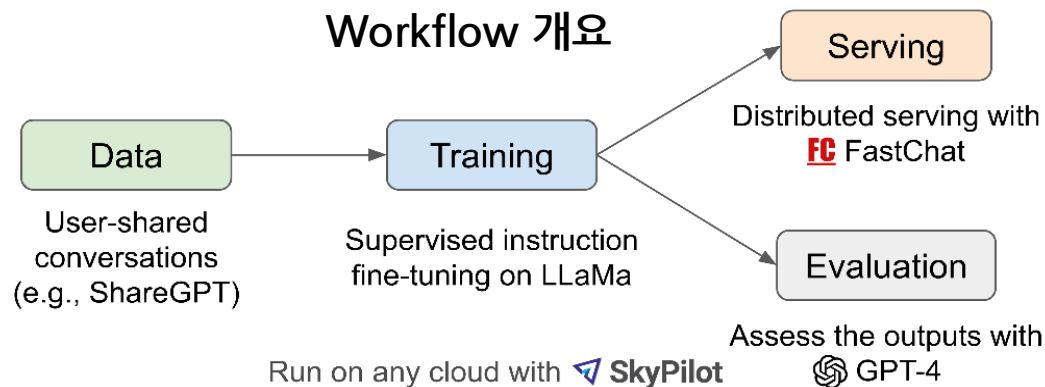 Workflow 개요
Data
User-shared
conversations
(e.g., ShareGPT)
Training
Supervised instruction
fine-tuning on LLaMa
Serving
Distributed serving with
FC FastChat
Evaluation
Assess the outputs with
GPT-4
Run on any cloud with SkyPilot